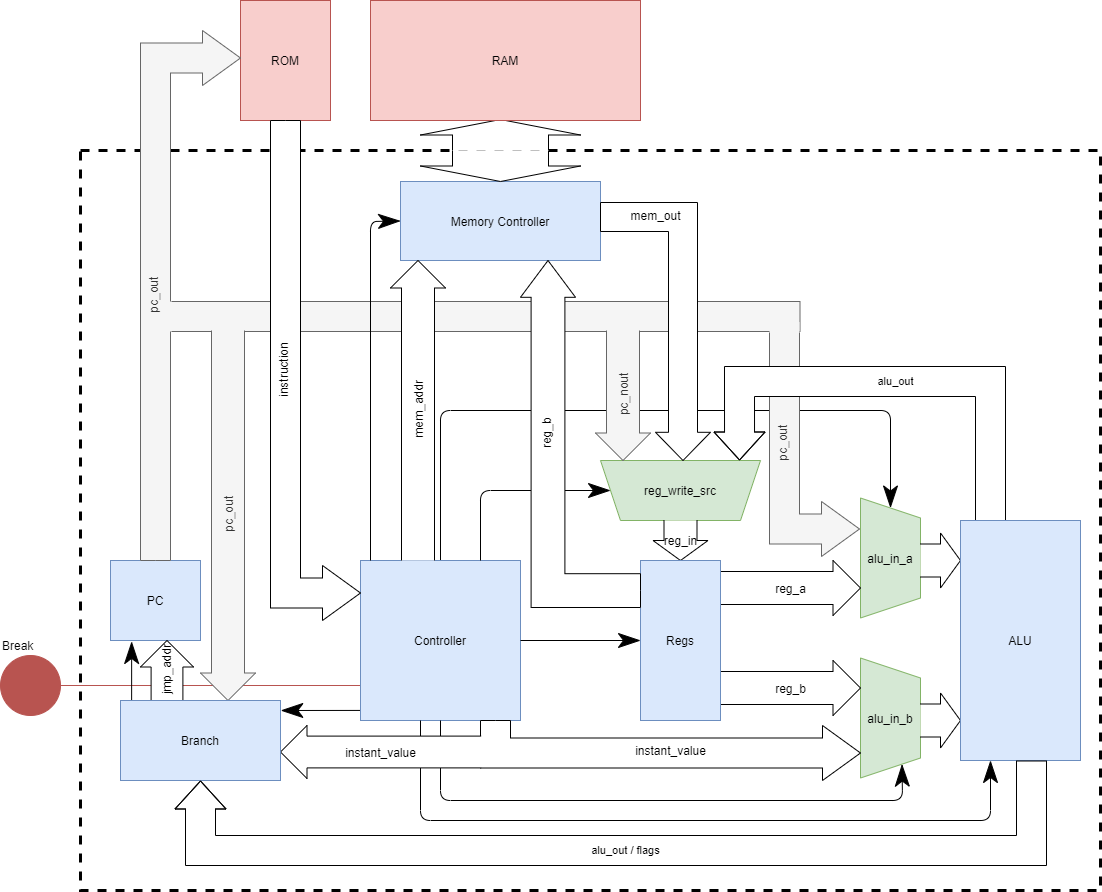 ROM
RAM
Memory Controller
mem_out
pc_out
instruction
mem_addr
reg_b
pc_nout
alu_out
pc_out
pc_out
reg_write_src
reg_in
alu_in_a
PC
reg_a
Controller
Regs
ALU
Break
jmp_addr
reg_b
alu_in_b
Branch
instant_value
instant_value
alu_out / flags